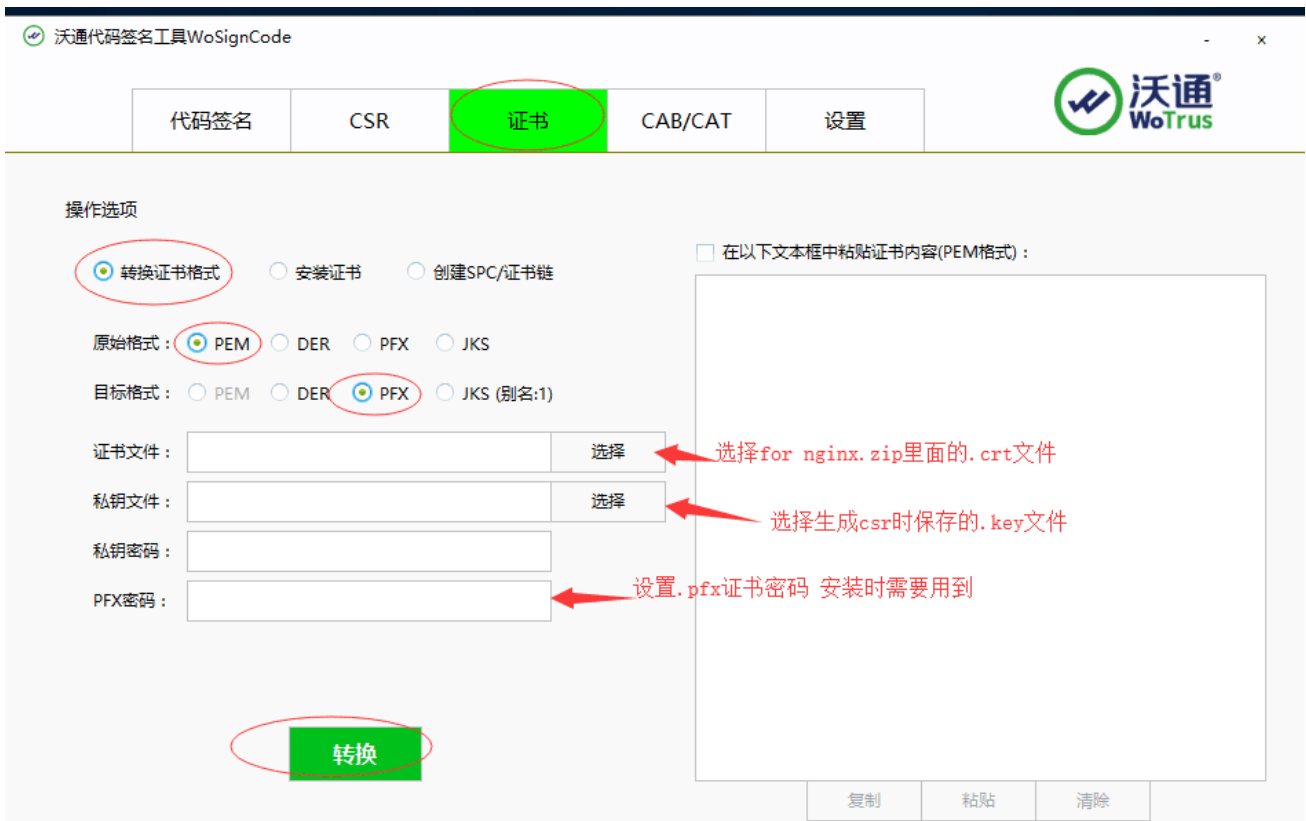 沃通代码签名工具WoSignCode
代码签名
CSR
证书
CAB/CAT
设置
沃通®
WoTrus
操作选项
转换证书格式
安装证书
创建SPC/证书链
在以下文本框中粘贴证书内容(PEM格式)：
原始格式： PEM DER PFX JKS
目标格式： PEM DER PFX JKS (别名:1)
证书文件：
选择
选择for nginx.zip里面的.crt文件
私钥文件：
选择
选择生成csr时保存的.key文件
私钥密码：
PFX密码：
设置.pfx证书密码 安装时需要用到
转换
复制
粘贴
清除